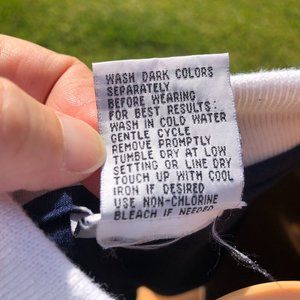 WASH DARK COLORS
SEPARATELY
BEFORE WEARING
FOR BEST RESULTS:
WASH IN COLD WATER
GENTLE CYCLE
REMOVE PROMPTLY
TUMBLE DRY AT LOW
SETTING OR LINE DRY
TOUCH UP WITH COOL
IRON IF DESIRED
USE NON-CHLORINE
BLEACH IF NEEDED